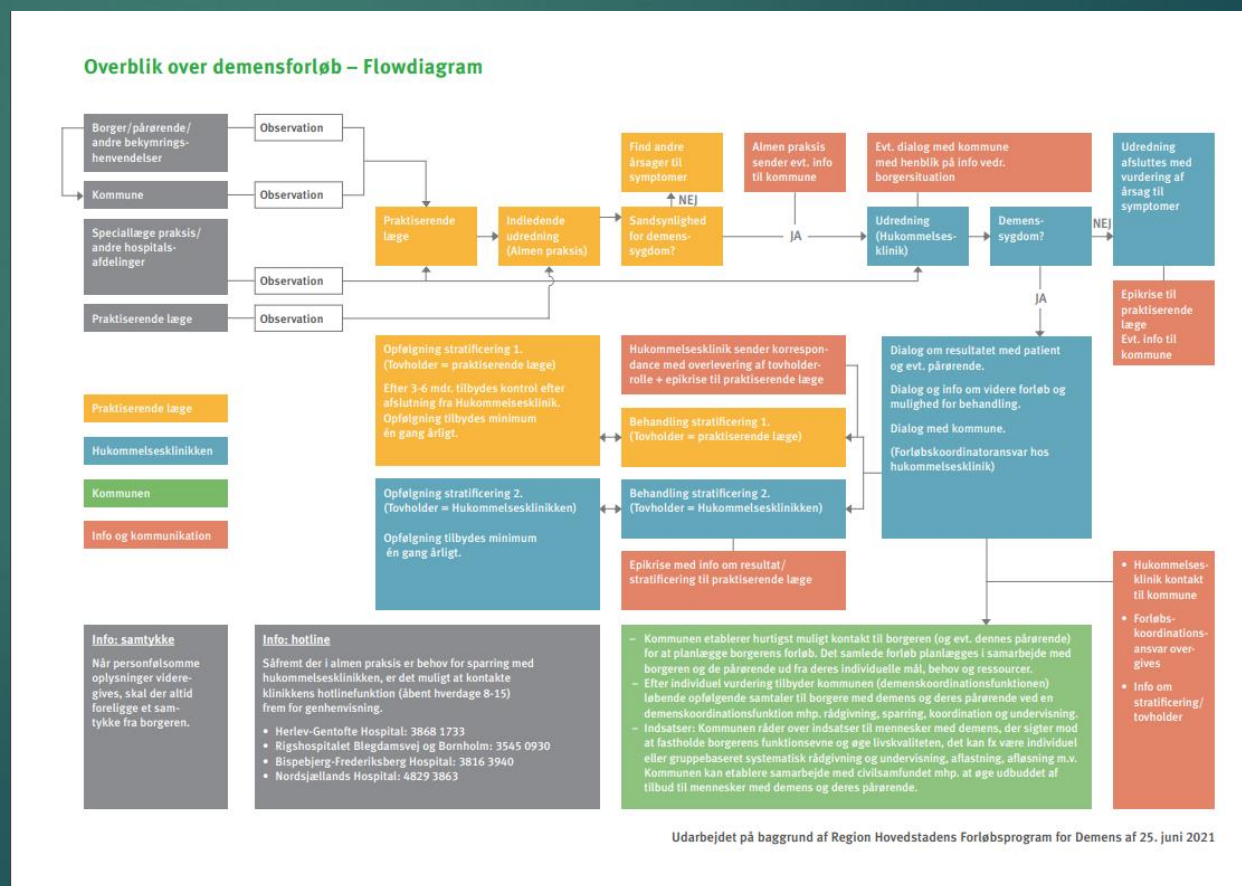 Overblik over demensforløb – Flowdiagram
Borger/pårørende/
andre bekymrings-
henvendelser
Observation
Kommune
Observation
Speciallæge praksis/
andre hospitals-
afdelinger
Observation
Praktiserende læge
Observation
Praktiserende
læge
Indledende
udredning
(Almen praksis)
Find andre
årsager til
symptomer
NEJ
Sandsynlighed
for demens-
sygdom?
Almen praksis
sender evt. info
til kommune
JA
Evt. dialog med kommune
med henblik på info vedr.
borgersituation
Udredning
(Hukommelses-
klinik)
Demens-
sygdom?
NEJ
Udredning
afsluttes med
vurdering af
årsag til
symptomer
Epikrise til
praktiserende
læge
Evt. info til
kommune
JA
Dialog om resultatet med patient
og evt. pårørende.
Dialog og info om videre forløb og
mulighed for behandling.
Dialog med kommune.
(Forløbskoordinatoransvar hos
hukommelsesklinik)
Hukommelsesklinik sender korrespon-
dance med overlevering af tovholder-
rolle + epikrise til praktiserende læge
Behandling stratificering 1.
(Tovholder = praktiserende læge)
Opfølgning stratificering 1.
(Tovholder = praktiserende læge)
Efter 3-6 mdr. tilbydes kontrol efter
afslutning fra Hukommelsesklinik.
Opfølgning tilbydes minimum
én gang årligt.
Behandling stratificering 2.
(Tovholder = Hukommelsesklinikken)
Opfølgning stratificering 2.
(Tovholder = Hukommelsesklinikken)
Opfølgning tilbydes minimum
én gang årligt.
Epikrise med info om resultat/
stratificering til praktiserende læge
Praktiserende læge
Hukommelsesklinikken
Kommunen
Info og kommunikation
Info: samtykke
Når personfølsomme
oplysninger videre-
gives, skal der altid
foreligge et sam-
tykke fra borgeren.
Info: hotline
Såfremt der i almen praksis er behov for sparring med
hukommelsesklinikken, er det muligt at kontakte
klinikkens hotlinefunktion (åbent hverdage 8-15)
frem for genhenvisning.
• Herlev-Gentofte Hospital: 3868 1733
• Rigshospitalet Blegdamsvej og Bornholm: 3545 0930
• Bispebjerg-Frederiksberg Hospital: 3816 3940
• Nordsjællands Hospital: 4829 3863
– Kommunen etablerer hurtigst muligt kontakt til borgeren (og evt. dennes pårørende)
for at planlægge borgerens forløb. Det samlede forløb planlægges i samarbejde med
borgeren og de pårørende ud fra deres individuelle mål, behov og ressourcer.
– Efter individuel vurdering tilbyder kommunen (demenskoordinationsfunktionen)
løbende opfølgende samtaler til borgere med demens og deres pårørende ved en
demenskoordinationsfunktion mhp. rådgivning, sparring, koordination og undervisning.
– Indsatser: Kommunen råder over indsatser til mennesker med demens, der sigter mod
at fastholde borgerens funktionsevne og øge livskvaliteten, det kan fx være individuel
eller gruppebaseret systematisk rådgivning og undervisning, aflastning, afløsning m.v.
Kommunen kan etablere samarbejde med civilsamfundet mhp. at øge udbuddet af
tilbud til mennesker med demens og deres pårørende.
• Hukommelses-
klinik kontakt
til kommune
• Forløbs-
koordinations-
ansvar over-
gives
• Info om
stratificering/
tovholder
Udarbejdet på baggrund af Region Hovedstadens Forløbsprogram for Demens af 25. juni 2021